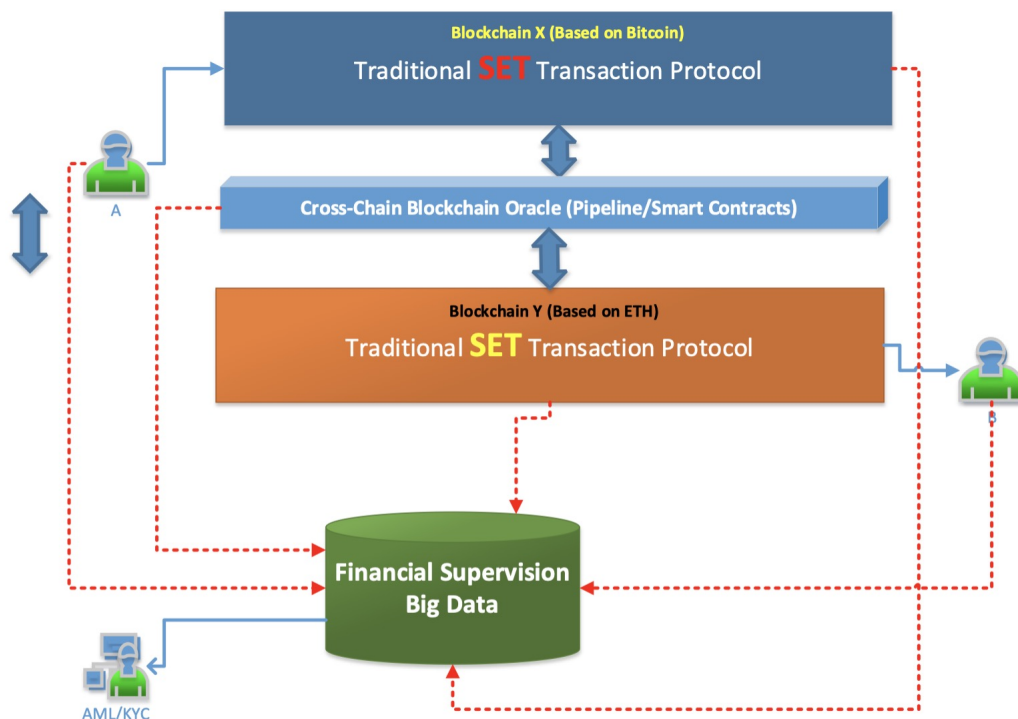 Blockchain X (Based on Bitcoin)
Traditional SET Transaction Protocol
A
Cross-Chain Blockchain Oracle (Pipeline/Smart Contracts)
Blockchain Y (Based on ETH)
Traditional SET Transaction Protocol
B
Financial Supervision
Big Data
AML/KYC